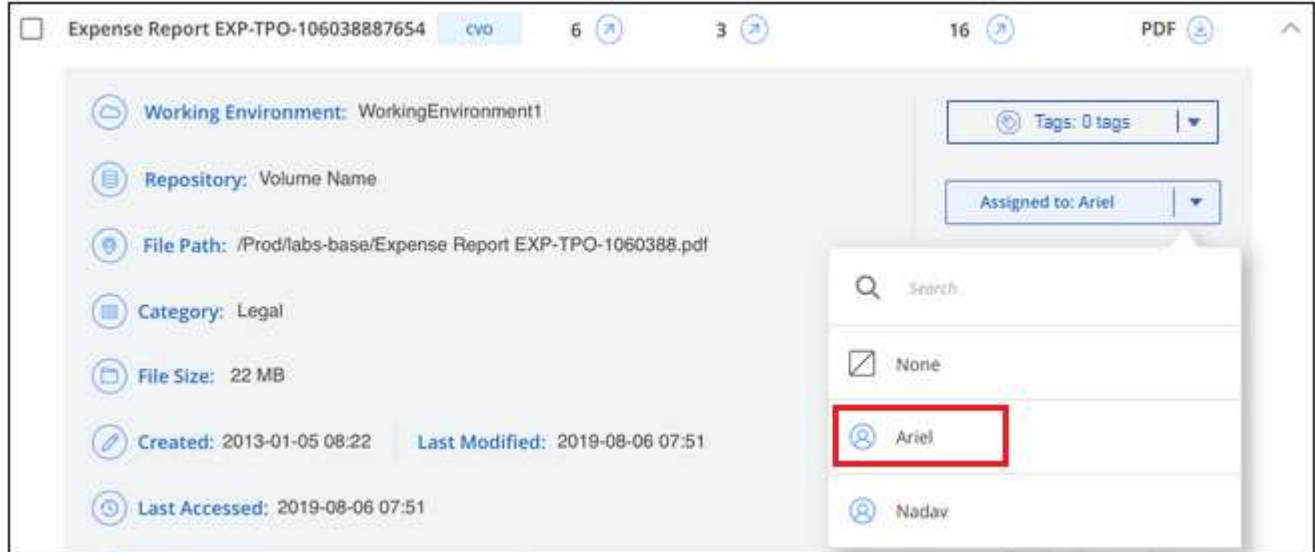 Expense Report EXP-TPO-106038887654 CVO 6 3 16 PDF
Working Environment: WorkingEnvironment1
Tags: 0 tags
Repository: Volume Name
Assigned to: Ariel
File Path: /Prod/labs-base/Expense Report EXP-TPO-1060388.pdf
Search
Category: Legal
None
File Size: 22 MB
Ariel
Created: 2013-01-05 08:22 Last Modified: 2019-08-06 07:51
Last Accessed: 2019-08-06 07:51
Nadav